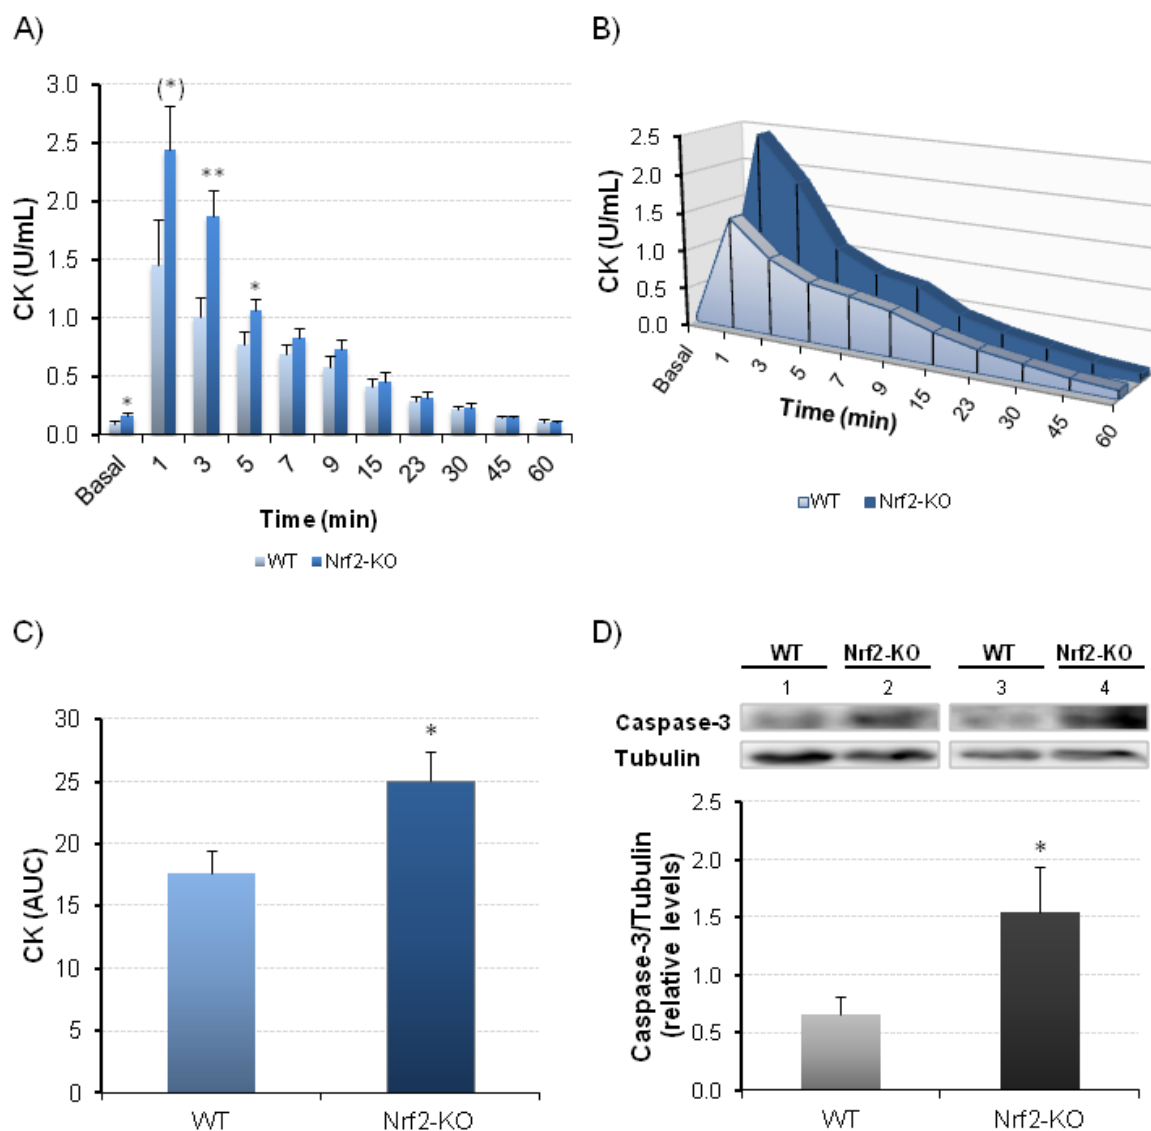 A)
3.0
2.5
2.0
1.5
1.0
0.5
0.0
CK (U/mL)
(*)
**
*
*
Basal 1 3 5 7 9 15 23 30 45 60
Time (min)
WT Nrf2-KO
B)
2.5
2.0
1.5
1.0
0.5
0.0
CK (U/mL)
Basal 1 3 5 7 9 15 23 30 45 60
Time (min)
WT Nrf2-KO
C)
30
25
20
15
10
5
0
CK (AUC)
*
WT Nrf2-KO
D)
WT Nrf2-KO WT Nrf2-KO
1 2 3 4
Caspase-3
Tubulin
2.5
2.0
1.5
1.0
0.5
0.0
Caspase-3/Tubulin
(relative levels)
*
WT Nrf2-KO